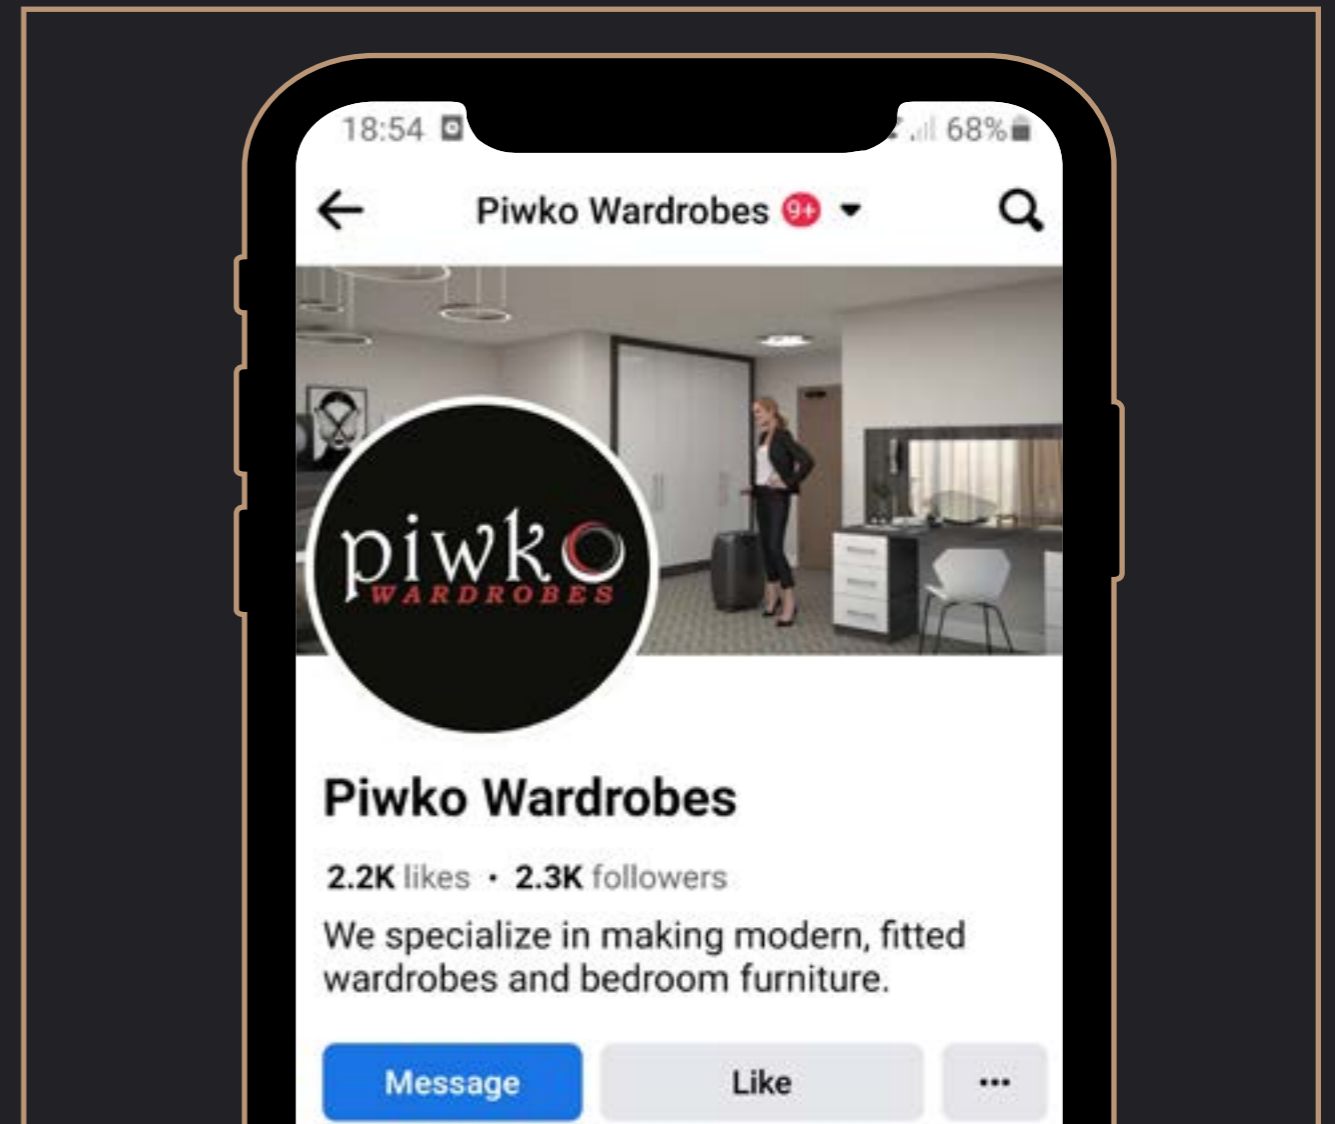 18:54
68%
Piwko Wardrobes 9+
piwko
WARDROBES
Piwko Wardrobes
2.2K likes • 2.3K followers
We specialize in making modern, fitted
wardrobes and bedroom furniture.
Message
Like
...